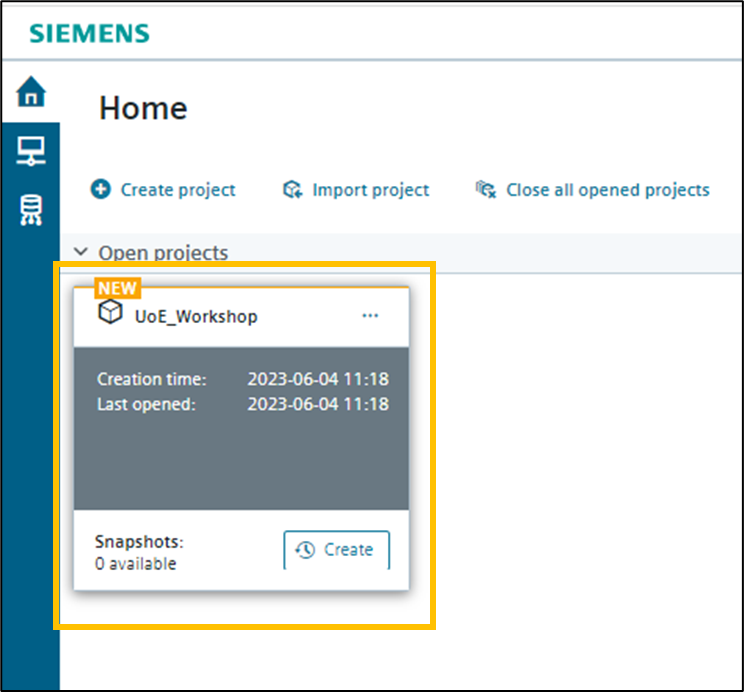 SIEMENS
Home
Create project Import project Close all opened projects
Open projects
NEW
UoE_Workshop ...
Creation time: 2023-06-04 11:18
Last opened: 2023-06-04 11:18
Snapshots:
0 available
Create